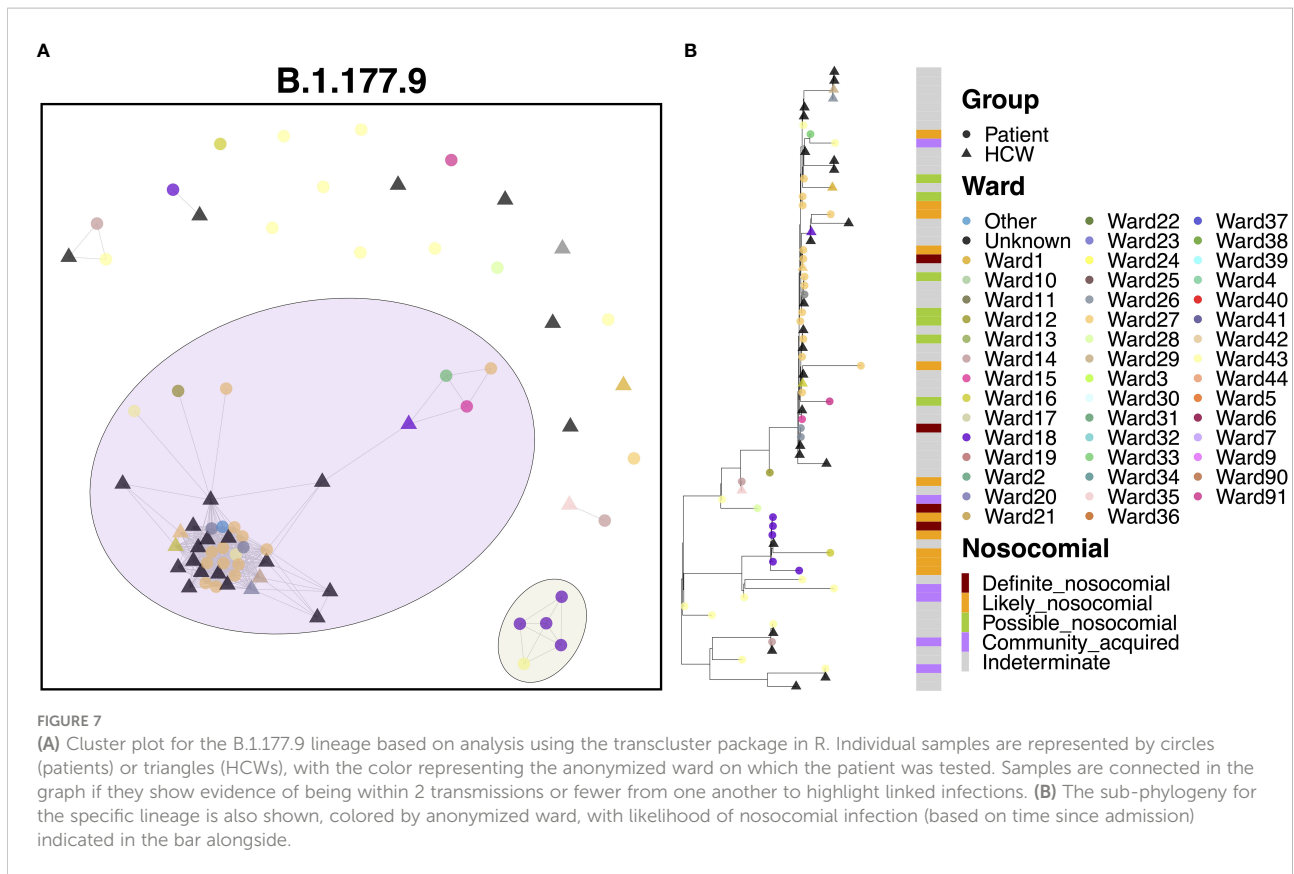 A
B
B.1.177.9
Group
Patient
HCW
Ward
Other
Unknown
Ward1
Ward10
Ward11
Ward12
Ward13
Ward14
Ward15
Ward16
Ward17
Ward18
Ward19
Ward2
Ward20
Ward21
Ward22
Ward23
Ward24
Ward25
Ward26
Ward27
Ward28
Ward29
Ward3
Ward30
Ward31
Ward32
Ward33
Ward34
Ward35
Ward36
Ward37
Ward38
Ward39
Ward4
Ward40
Ward41
Ward42
Ward43
Ward44
Ward5
Ward6
Ward7
Ward9
Ward90
Ward91
Nosocomial
Definite_nosocomial
Likely_nosocomial
Possible_nosocomial
Community_acquired
Indeterminate
FIGURE 7
(A) Cluster plot for the B.1.177.9 lineage based on analysis using the transcluster package in R. Individual samples are represented by circles
(patients) or triangles (HCWs), with the color representing the anonymized ward on which the patient was tested. Samples are connected in the
graph if they show evidence of being within 2 transmissions or fewer from one another to highlight linked infections. (B) The sub-phylogeny for
the specific lineage is also shown, colored by anonymized ward, with likelihood of nosocomial infection (based on time since admission)
indicated in the bar alongside.